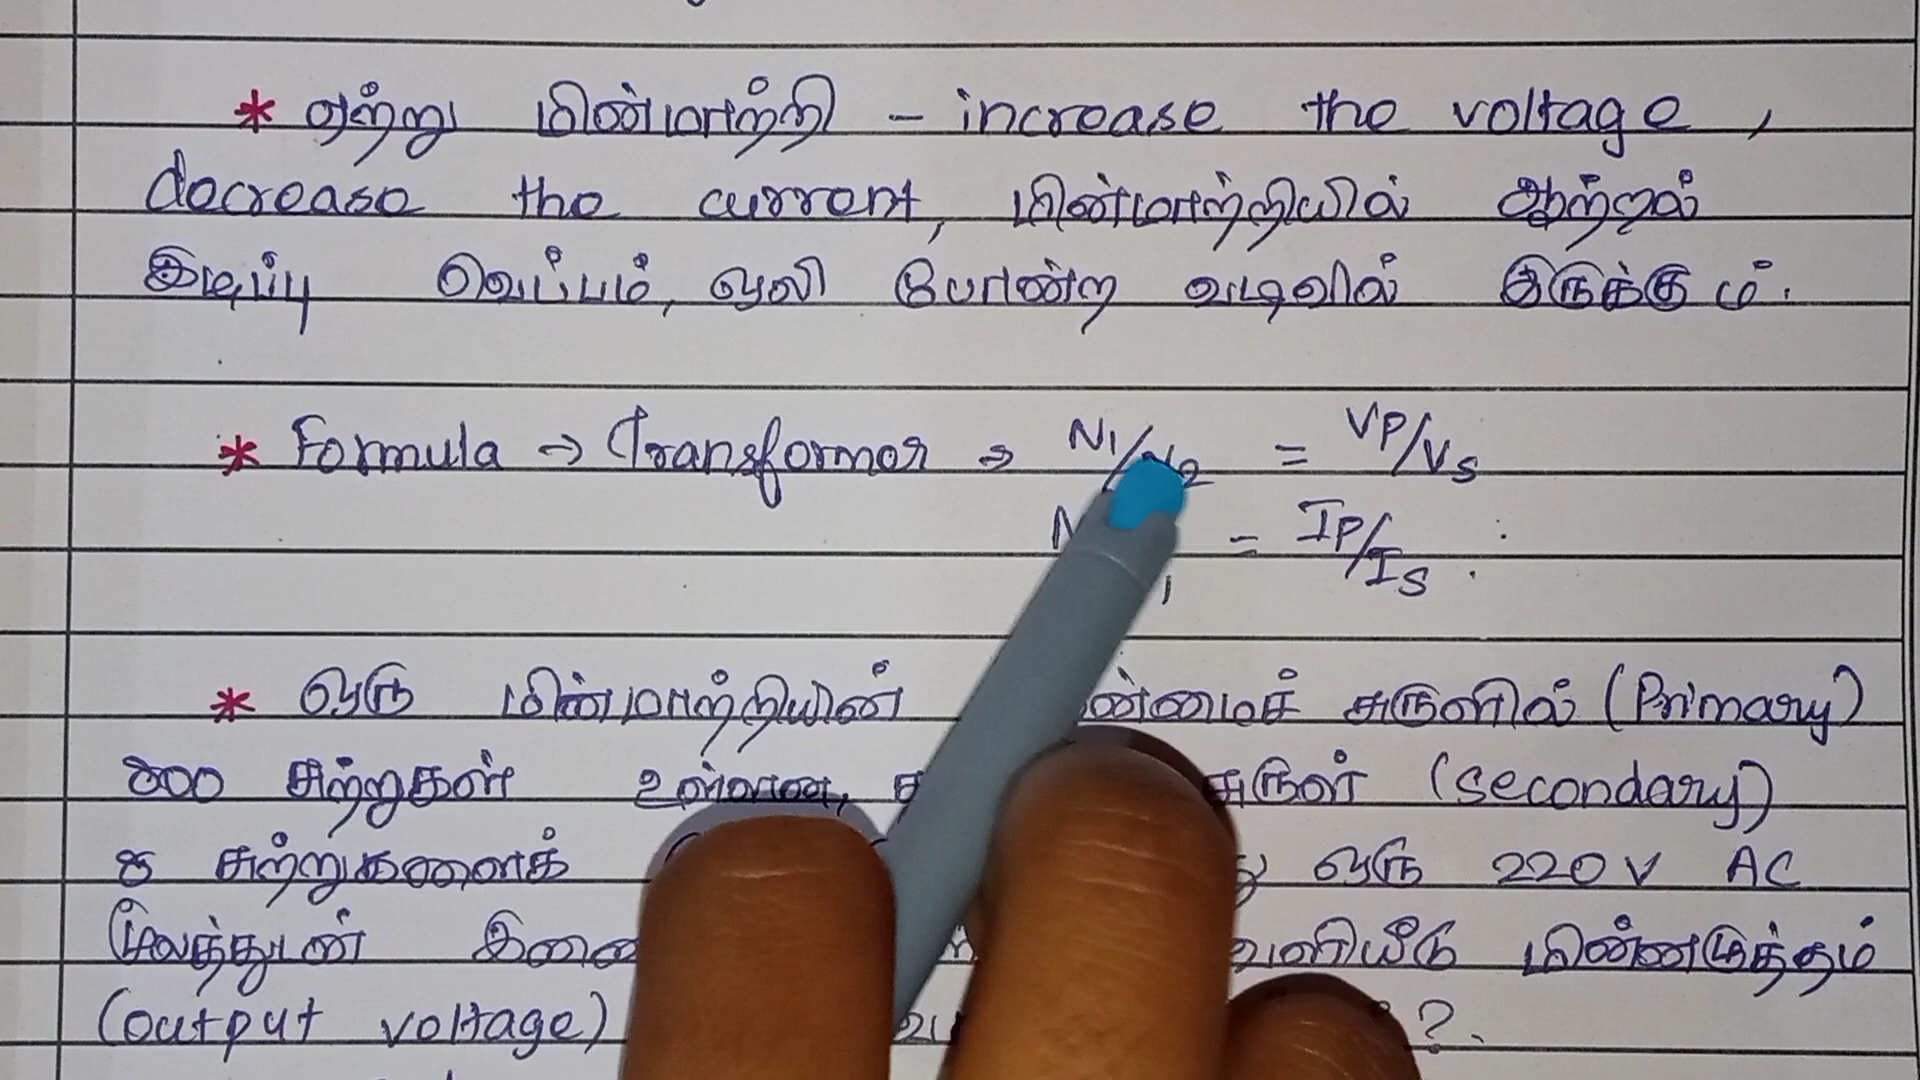 * ஏற்று மின்மாற்றி - increase the voltage,
decrease the current, மின்மாற்றியில் ஆற்றல்
இழப்பு வெப்பம், ஒலி போன்ற வடிவில் இருக்கும்.
* Formula → Transformer → N1/N2 = VP/VS
= IP/IS
* ஒரு மின்மாற்றியின் சுருளில் (Primary)
800 சுற்றுகள் உள்ளன, சுருள் (secondary)
8 சுற்றுகளைக் ஒரு 220 V AC
மூலத்துடன் மின்னழுத்தம்
(output voltage) ?.